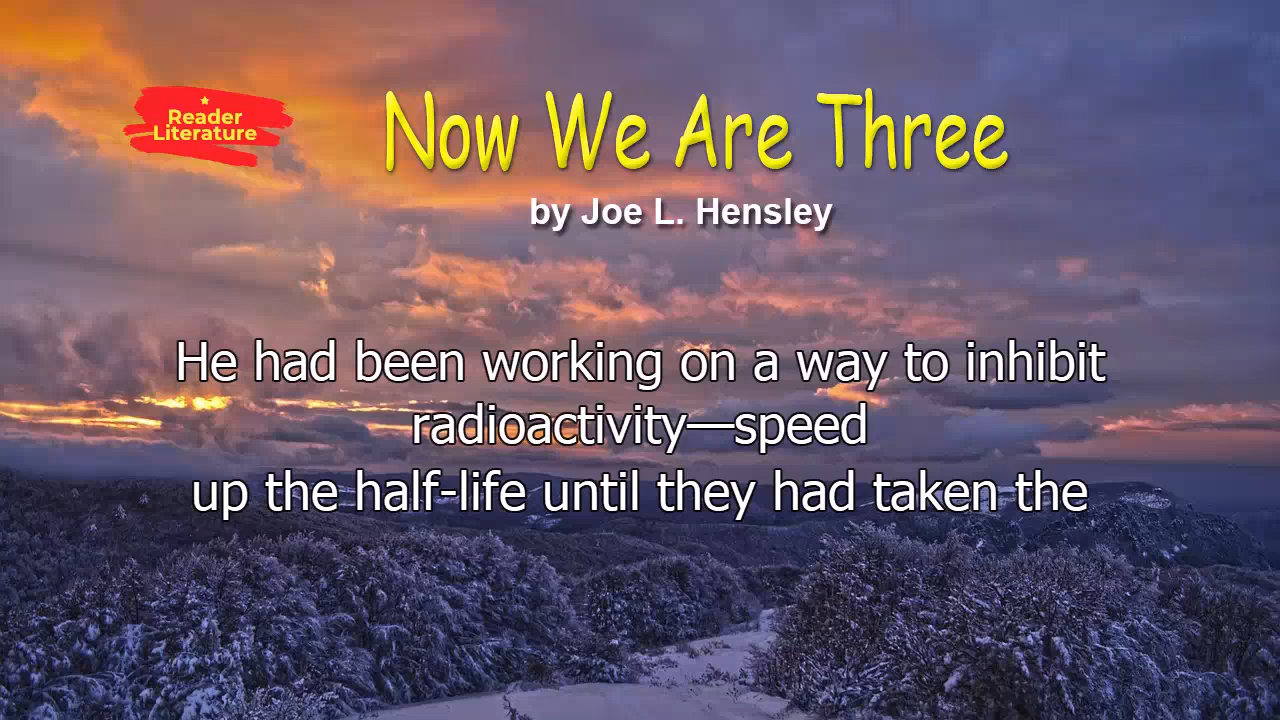 Reader
Literature
Now We Are Three
by Joe L. Hensley
He had been working on a way to inhibit
radioactivity—speed
up the half-life until they had taken the